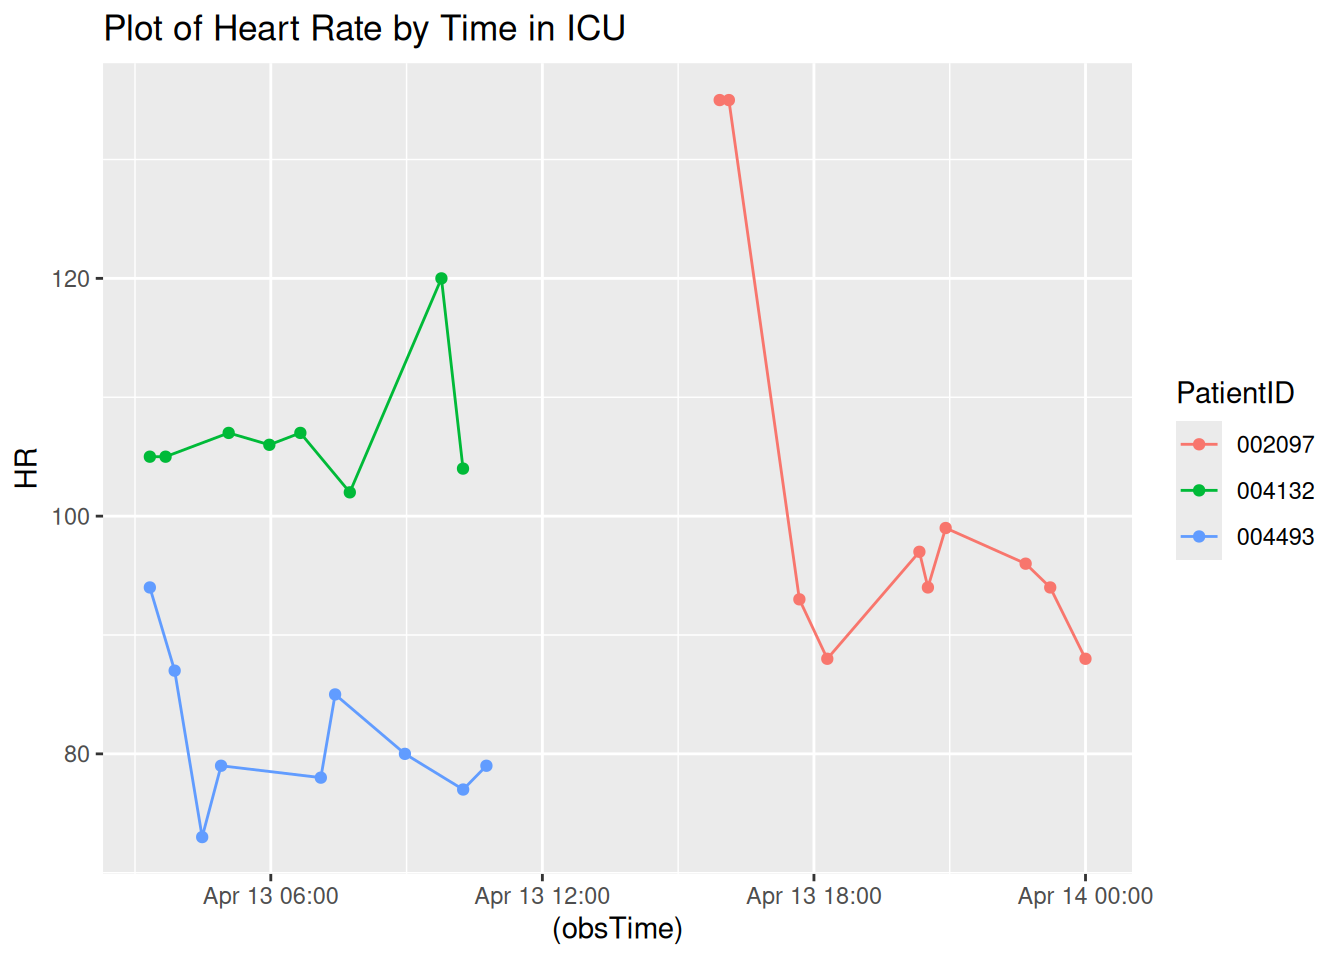 Plot of Heart Rate by Time in ICU
HR
120
100
80
Apr 13 06:00
Apr 13 12:00
Apr 13 18:00
Apr 14 00:00
(obsTime)
PatientID
002097
004132
004493